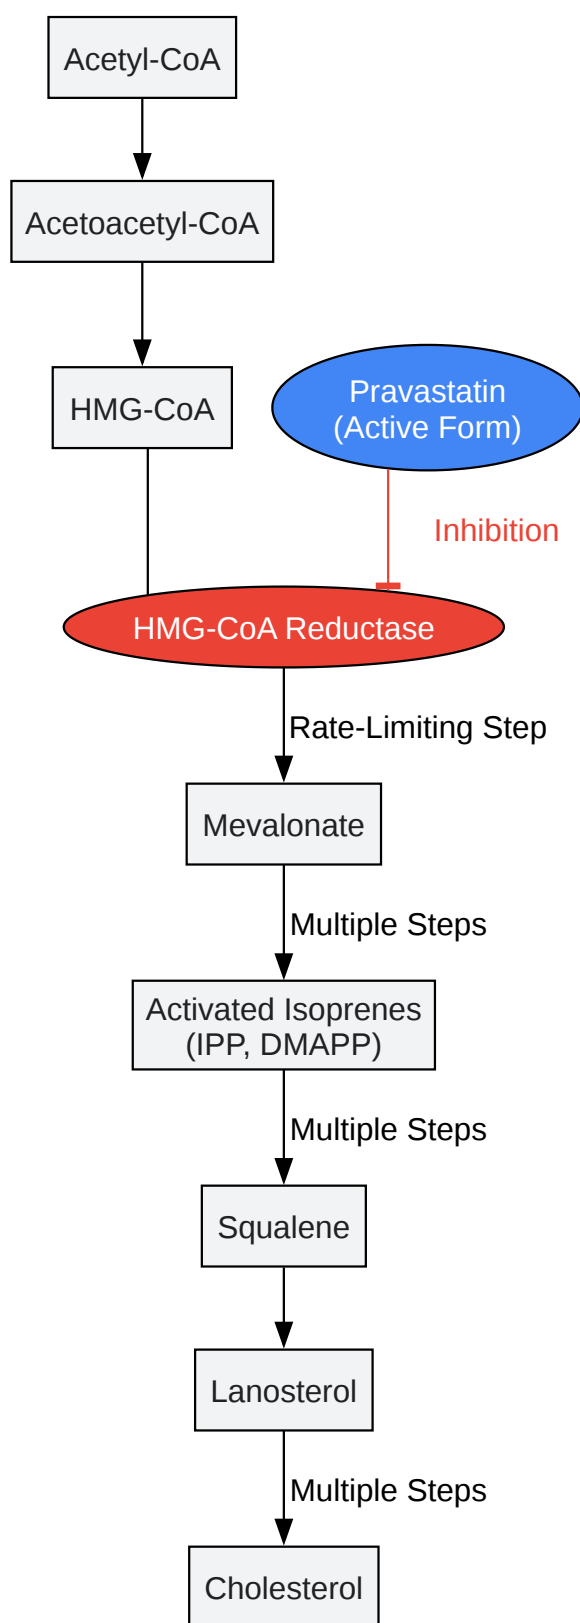 Acetyl-CoA
Acetoacetyl-CoA
HMG-CoA
Pravastatin
(Active Form)
Inhibition
HMG-CoA Reductase
Rate-Limiting Step
Mevalonate
Multiple Steps
Activated Isoprenes
(IPP, DMAPP)
Multiple Steps
Squalene
Lanosterol
Multiple Steps
Cholesterol